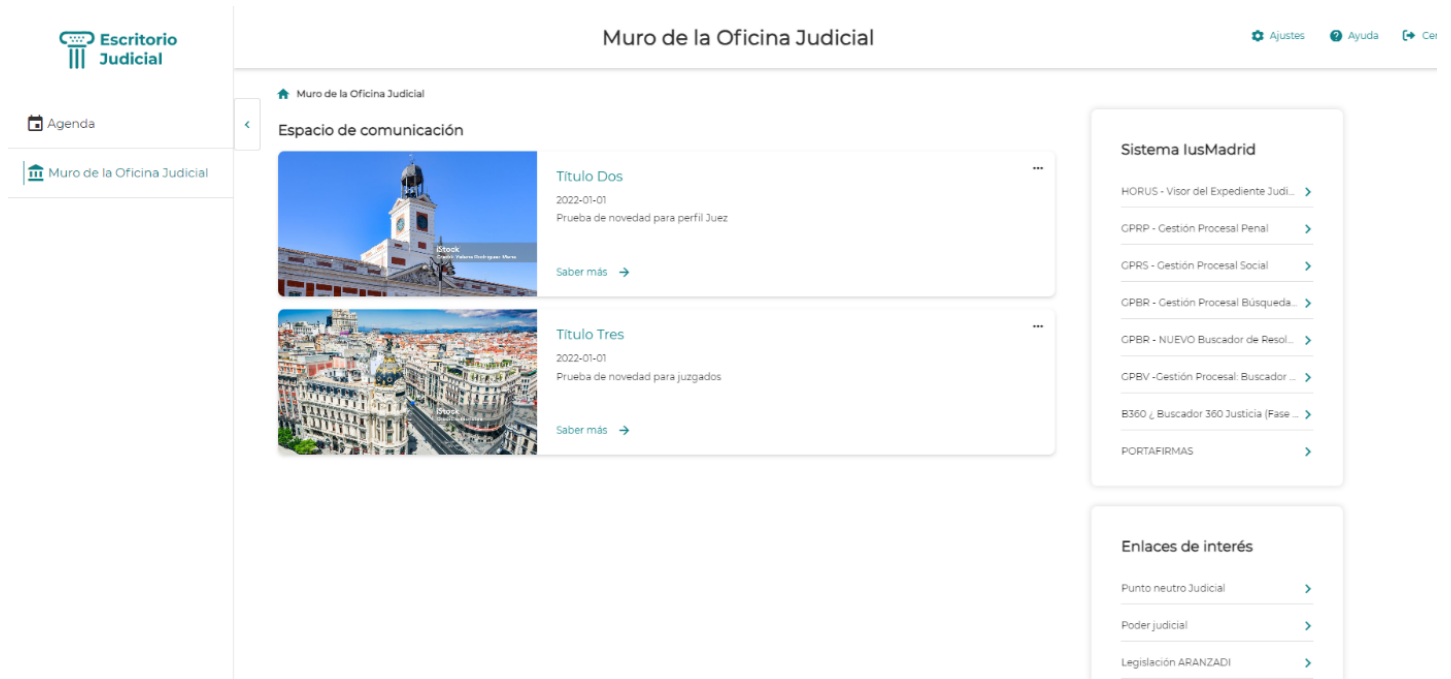 Escritorio
Judicial
Muro de la Oficina Judicial
Ajustes
Ayuda
Cer
Agenda
Muro de la Oficina Judicial
Muro de la Oficina Judicial
Espacio de comunicación
Título Dos
2022-01-01
Prueba de novedad para perfil Juez
Saber más
iStock
Título Tres
2022-01-01
Prueba de novedad para juzgados
Saber más
iStock
Sistema IusMadrid
HORUS - Visor del Expediente Judi...
GPRP - Gestión Procesal Penal
GPRS - Gestión Procesal Social
GPBR - Gestión Procesal Búsqueda...
GPBR - NUEVO Buscador de Resol...
GPBV -Gestión Procesal: Buscador ...
B360 ¿ Buscador 360 Justicia (Fase ...
PORTAFIRMAS
Enlaces de interés
Punto neutro Judicial
Poder judicial
Legislación ARANZADI